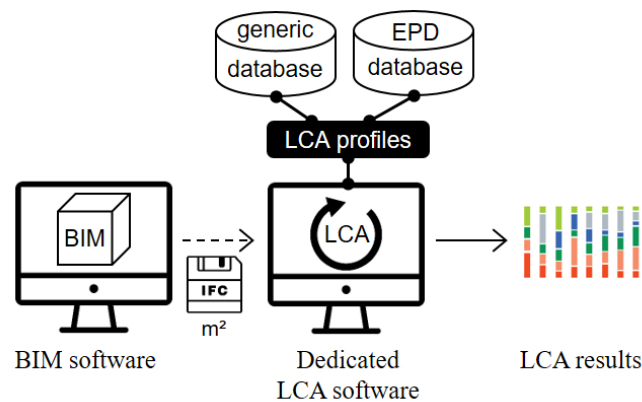 generic
database
EPD
database
LCA profiles
BIM
LCA
IFC
m²
BIM software
Dedicated
LCA software
LCA results